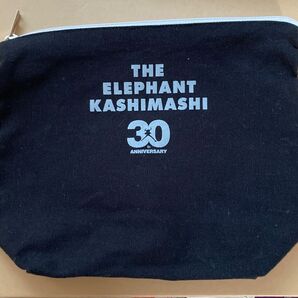 THE
ELEPHANT
KASHIMASHI
30
ANNIVERSARY